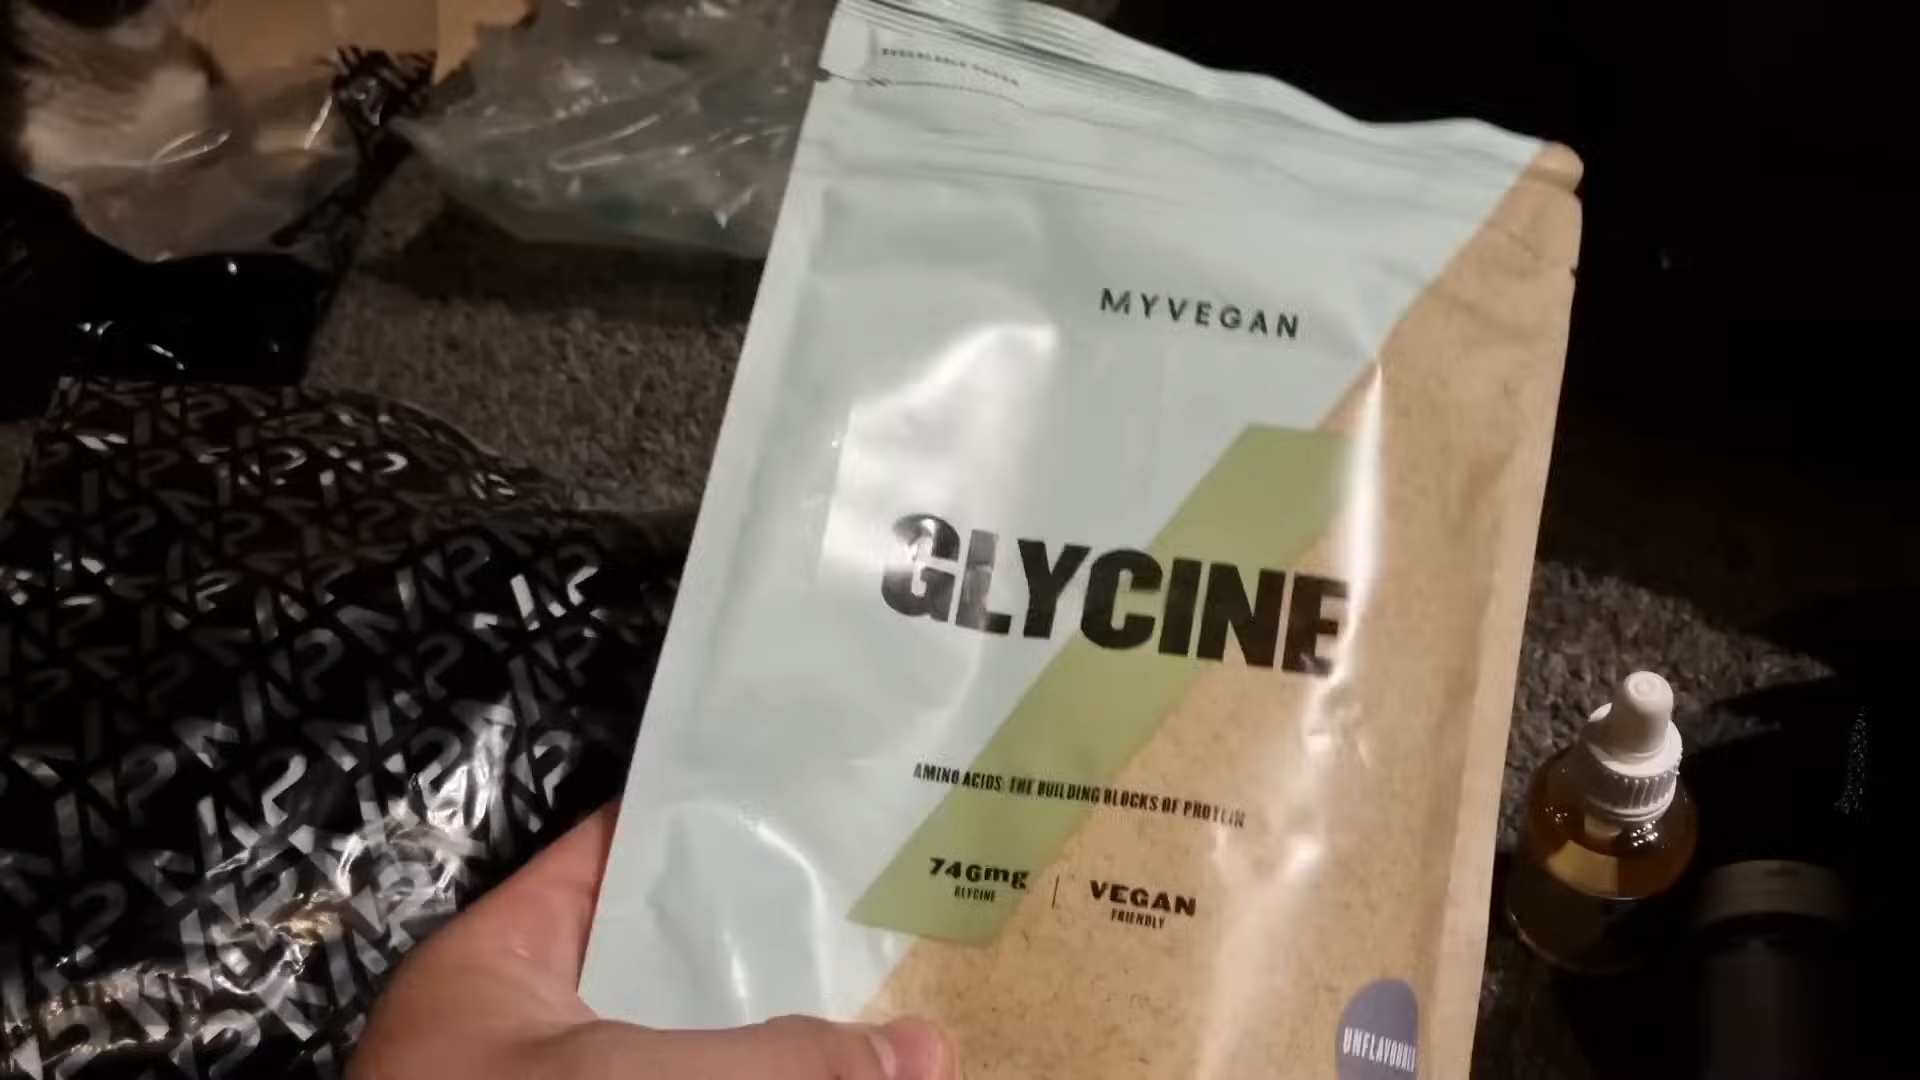 MYVEGAN
GLYCINE
AMINO ACIDS: THE BUILDING BLOCKS OF PROTEIN
746mg
GLYCINE
VEGAN
FRIENDLY
UNFLAVOURED